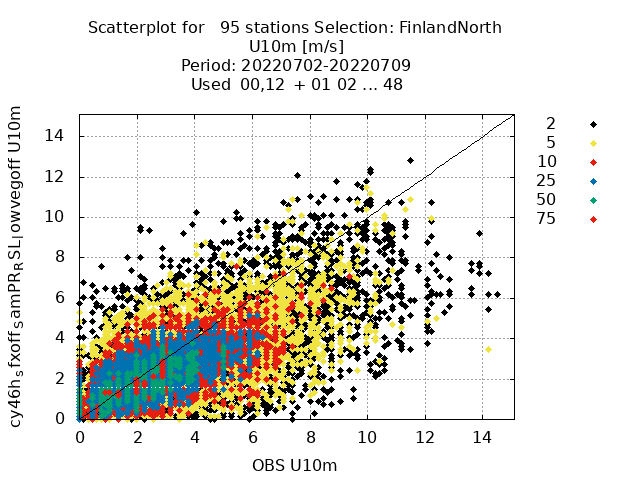 Scatterplot for 95 stations Selection: FinlandNorth
U10m [m/s]
Period: 20220702-20220709
Used 00,12 + 01 02 ... 48
cy46h_sfxoff_samPR_RSL_lowvegoff U10m
14
12
10
8
6
4
2
0
0 2 4 6 8 10 12 14
OBS U10m
2
5
10
25
50
75